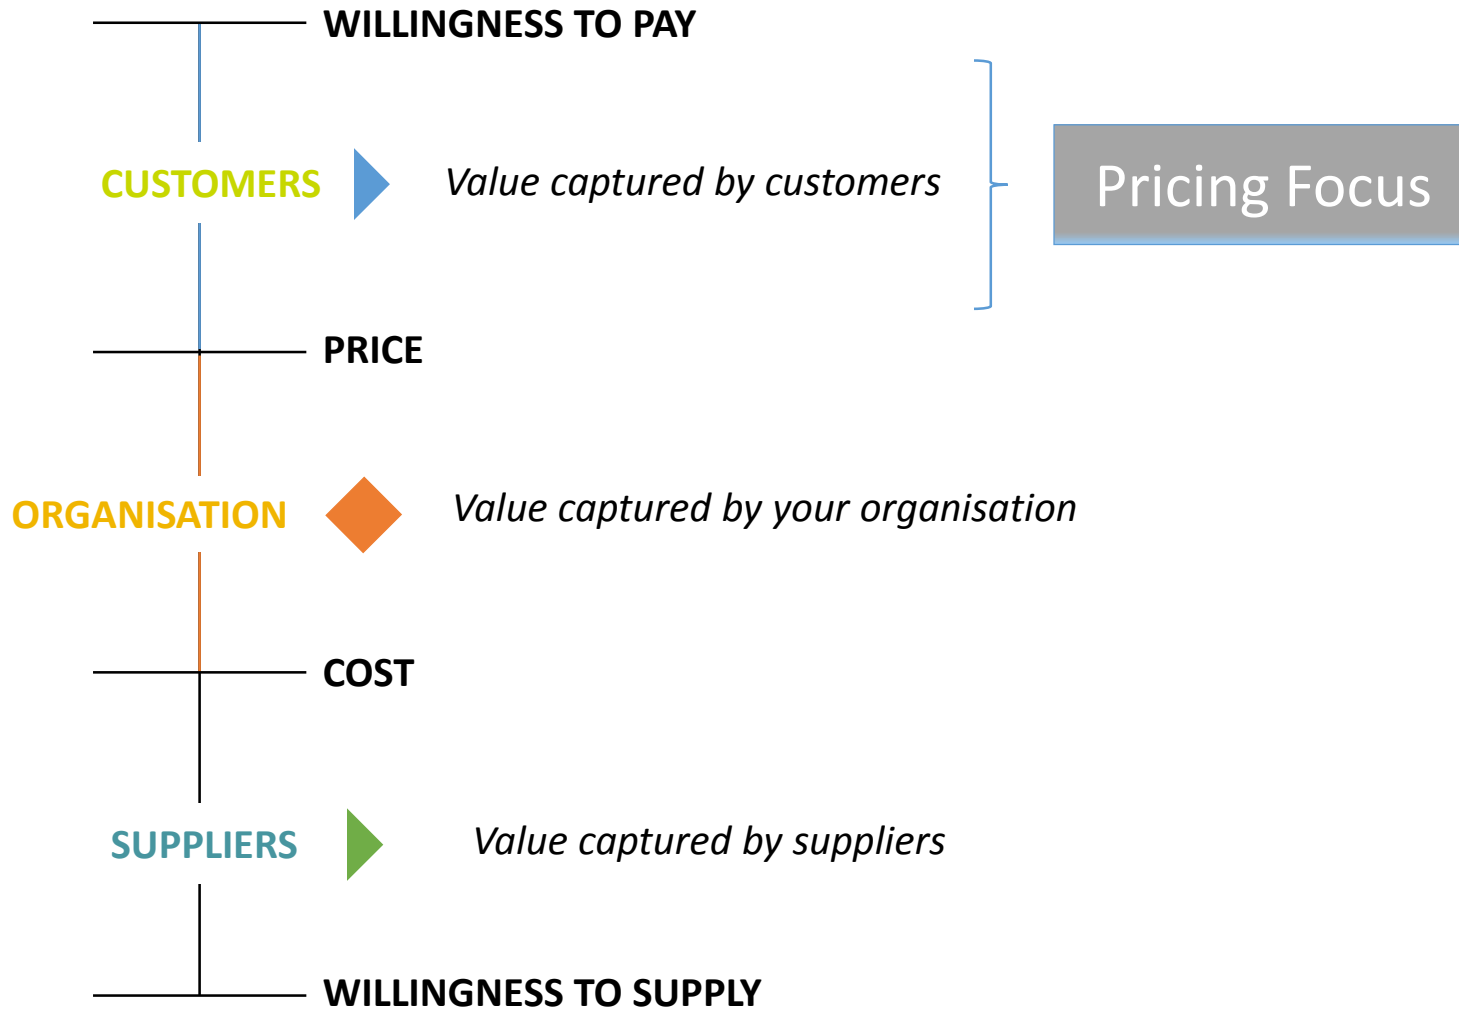 WILLINGNESS TO PAY
CUSTOMERS
Value captured by customers
Pricing Focus
PRICE
ORGANISATION
Value captured by your organisation
COST
SUPPLIERS
Value captured by suppliers
WILLINGNESS TO SUPPLY